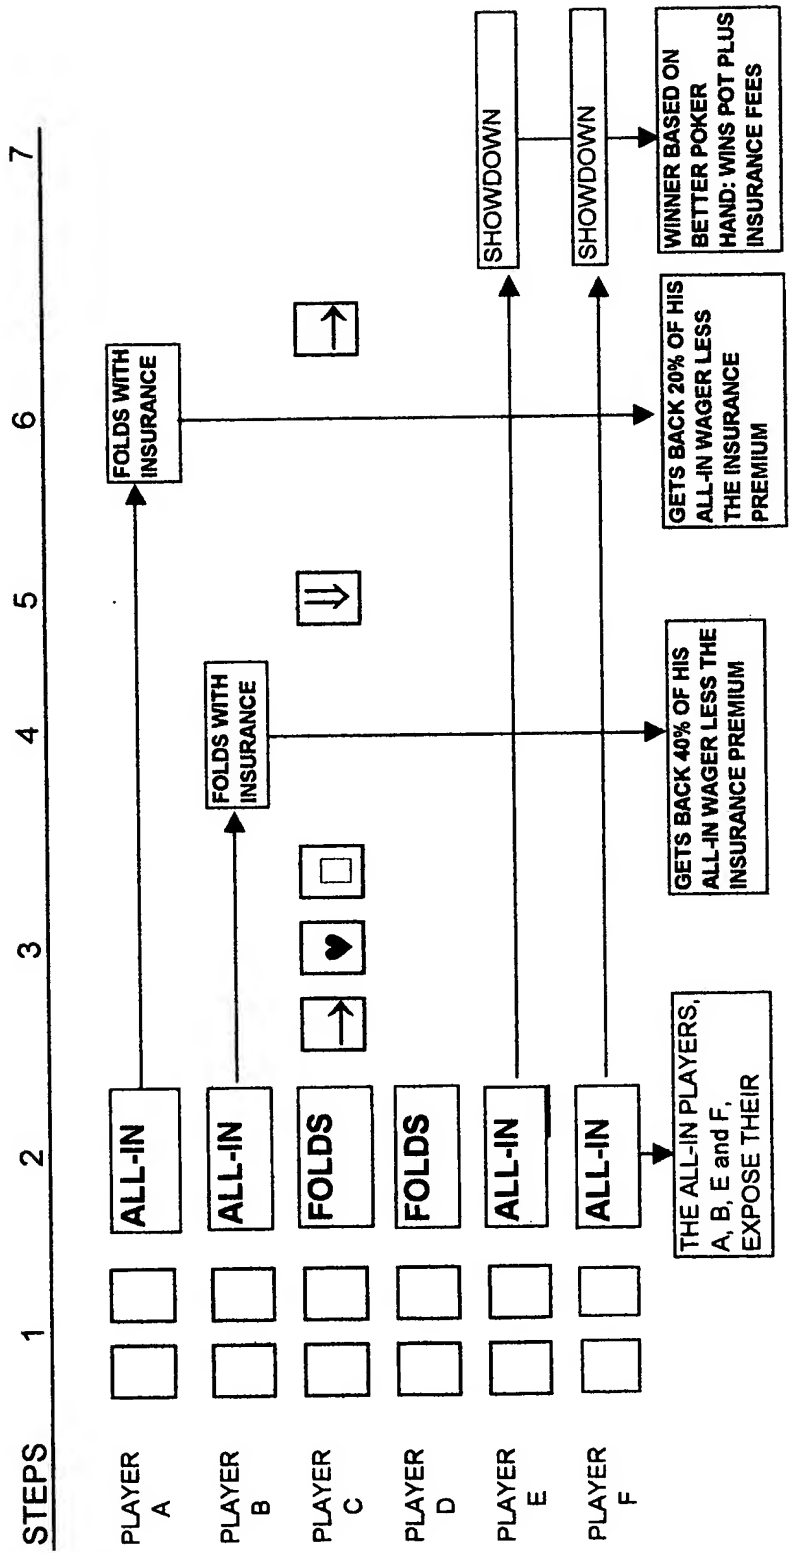 STEPS 1 2 3 4 5 6 7
PLAYER
A
ALL-IN
FOLDS WITH
INSURANCE
PLAYER
B
ALL-IN
FOLDS WITH
INSURANCE
PLAYER
C
FOLDS
PLAYER
D
FOLDS
PLAYER
E
ALL-IN
SHOWDOWN
PLAYER
F
ALL-IN
SHOWDOWN
THE ALL-IN PLAYERS,
A, B, E and F,
EXPOSE THEIR
GETS BACK 40% OF HIS
ALL-IN WAGER LESS THE
INSURANCE PREMIUM
GETS BACK 20% OF HIS
ALL-IN WAGER LESS
THE INSURANCE
PREMIUM
WINNER BASED ON
BETTER POKER
HAND: WINS POT PLUS
INSURANCE FEES